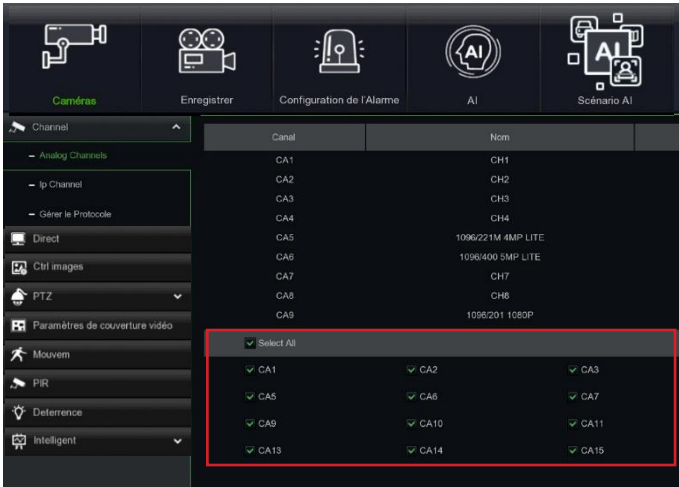 AI
AI
Caméras
Enregistrer
Configuration de l'Alarme
AI
Scénario AI
Channel
– Analog Channels
– Ip Channel
– Gérer le Protocole
Direct
Ctrl images
PTZ
Paramètres de couverture vidéo
Mouvem
PIR
Deterrence
Intelligent
Canal Nom
CA1 CH1
CA2 CH2
CA3 CH3
CA4 CH4
CA5 1096/221M 4MP LITE
CA6 1096/400 5MP LITE
CA7 CH7
CA8 CH8
CA9 1096/201 1080P
Select All
CA1 CA2 CA3
CA5 CA6 CA7
CA9 CA10 CA11
CA13 CA14 CA15